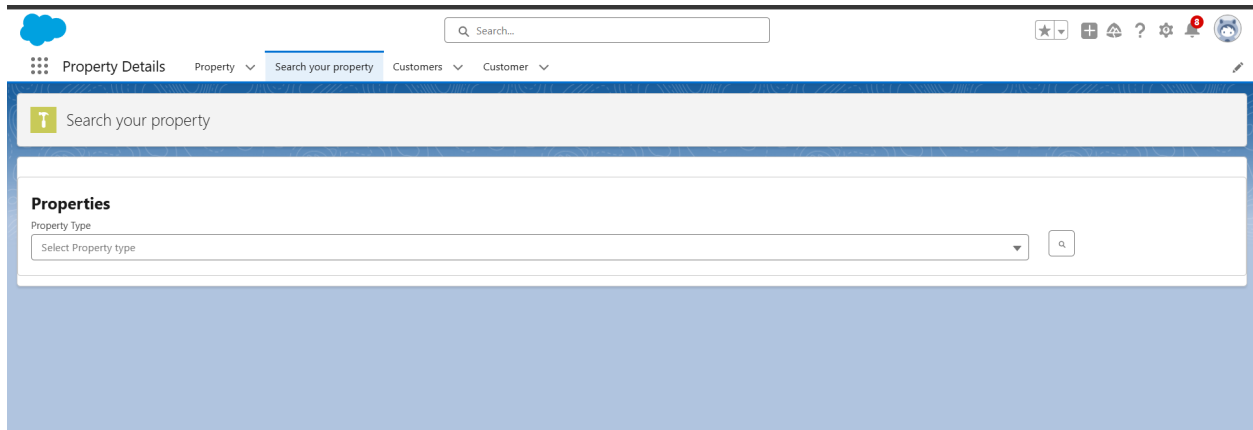 Search...
8
Property Details Property Search your property Customers Customer
Search your property
Properties
Property Type
Select Property type